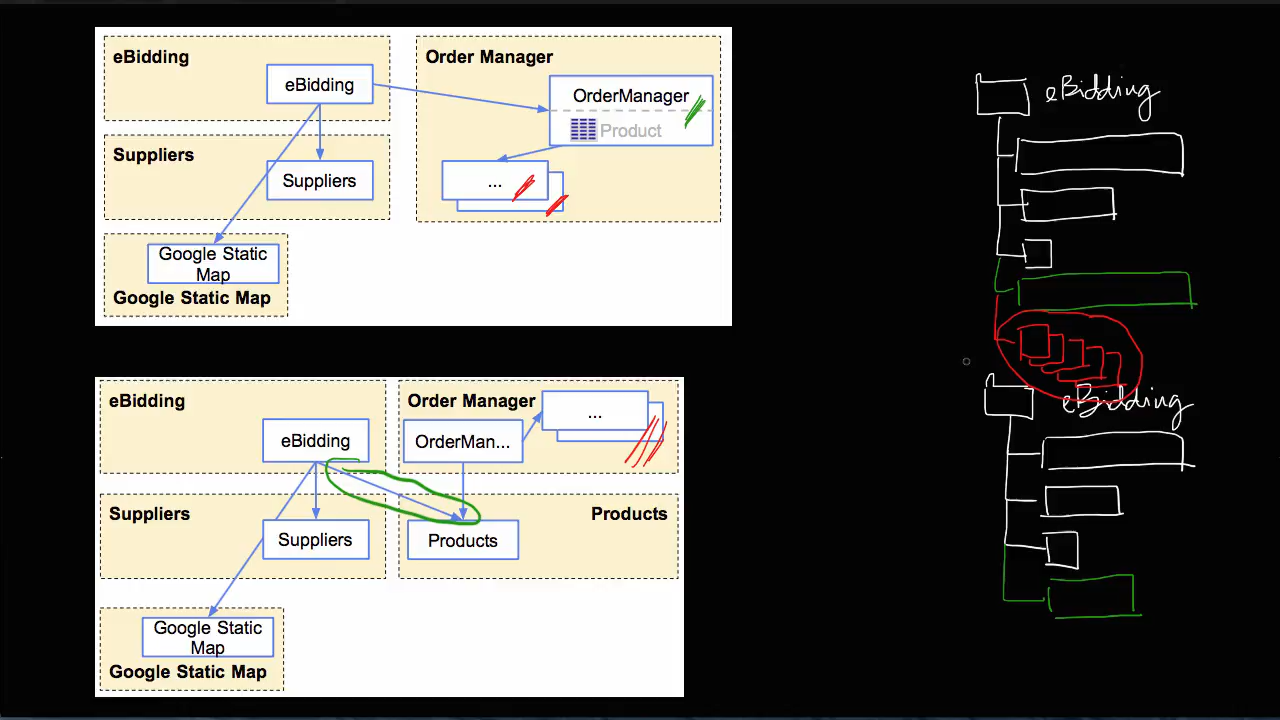 eBidding
eBidding
Order Manager
OrderManager
Product
Suppliers
Suppliers
...
Google Static
Map
Google Static Map
eBidding
eBidding
eBidding
Order Manager
OrderMan...
...
Suppliers
Suppliers
Products
Products
Google Static
Map
Google Static Map
eBidding